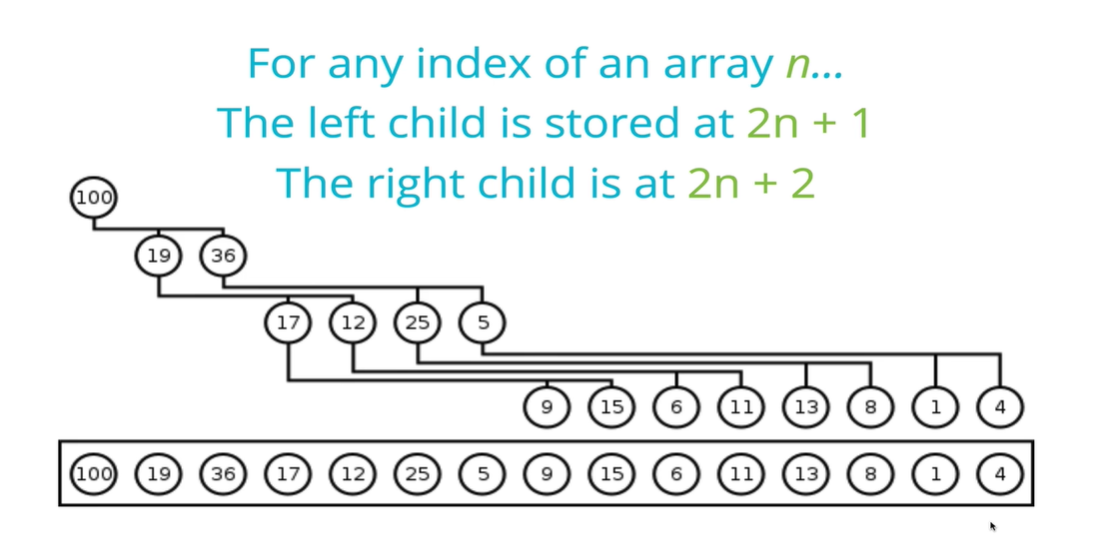 For any index of an array n...
The left child is stored at 2n + 1
The right child is at 2n + 2
100
19 36
17 12 25 5
9 15 6 11 13 8 1 4
100 19 36 17 12 25 5 9 15 6 11 13 8 1 4